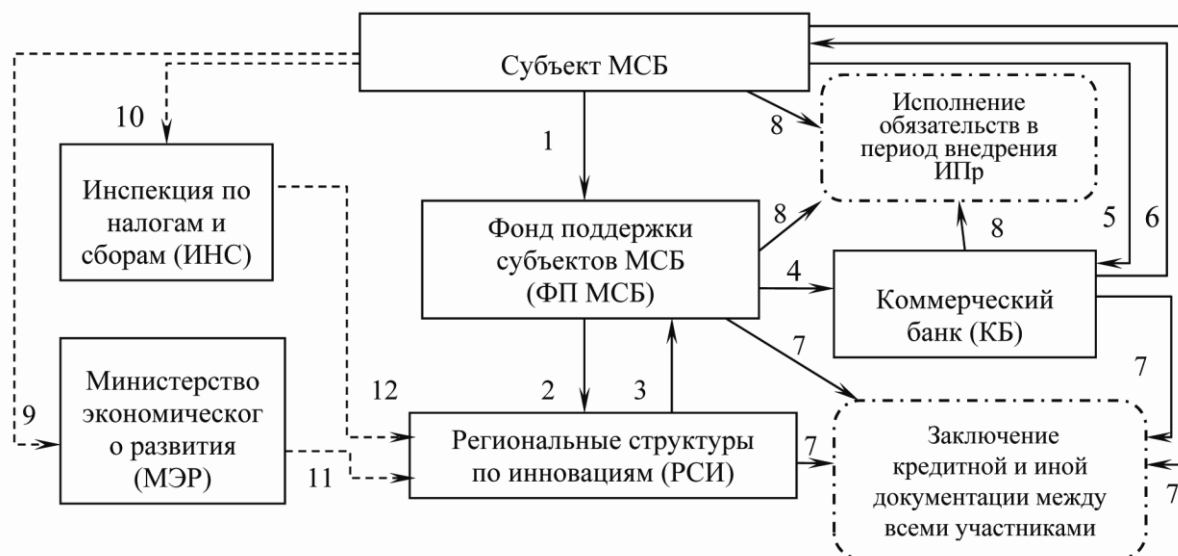 Субъект МСБ
10
1
8
Исполнение
обязательств в
период внедрения
ИПр
Инспекция по
налогам и
сборам (ИНС)
Фонд поддержки
субъектов МСБ
(ФП МСБ)
8
8
5
6
4
Коммерческий
банк (КБ)
9
Министерство
экономическог
о развития
(МЭР)
11
12
2
3
7
7
Региональные структуры
по инновациям (РСИ)
7
Заключение
кредитной и иной
документации между
всеми участниками
7